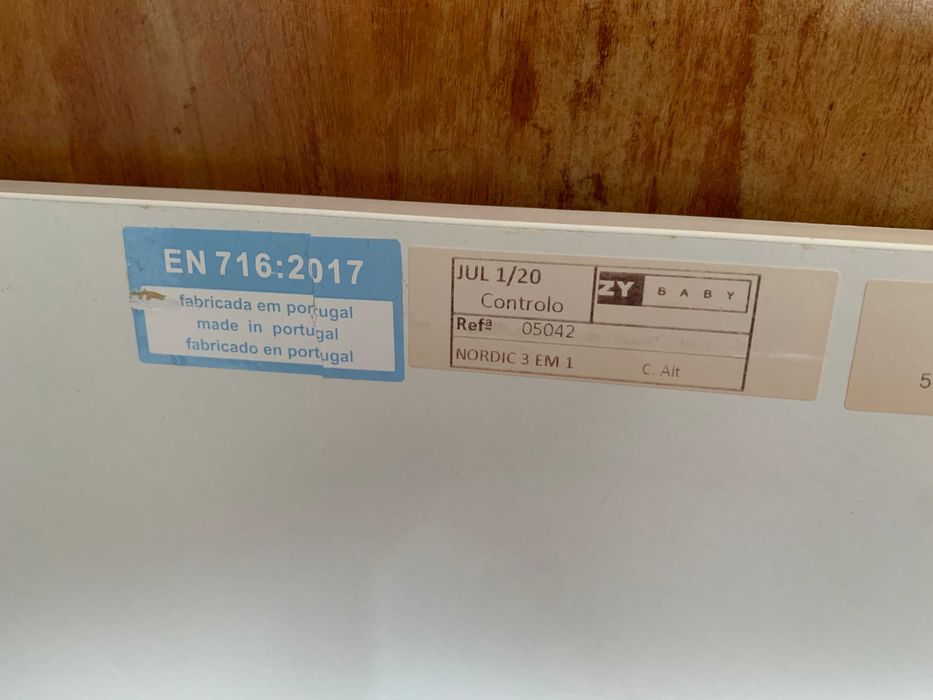 EN 716:2017
fabricada em portugal
made in portugal
fabricado en portugal
JUL 1/20
Controlo
ZY BABY
Refª 05042
NORDIC 3 EM 1 C. Alt
5